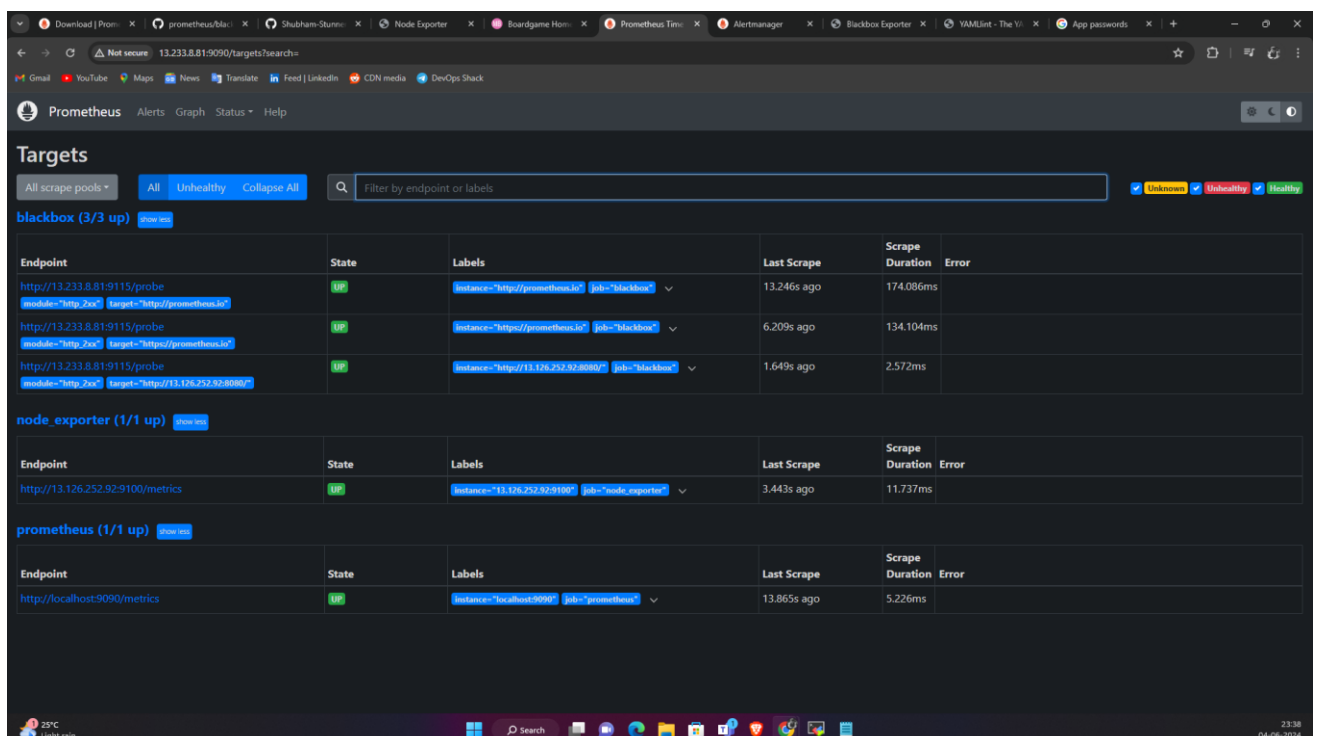 Download | Prom
prometheus/blac
Shubham-Stunne
Node Exporter
Boardgame Hom
Prometheus Time
Alertmanager
Blackbox Exporter
YAMLlint - The YA
App passwords
Not secure 13.233.8.81:9090/targets?search=
Gmail YouTube Maps News Translate Feed | LinkedIn CDN media DevOps Shack
Prometheus Alerts Graph Status Help
Targets
All scrape pools All Unhealthy Collapse All Filter by endpoint or labels Unknown Unhealthy Healthy
blackbox (3/3 up) show less
Endpoint State Labels Last Scrape Scrape Duration Error
http://13.233.8.81:9115/probe UP instance="http://prometheus.io" job="blackbox" 13.246s ago 174.086ms
module="http_2xx" target="http://prometheus.io"
http://13.233.8.81:9115/probe UP instance="https://prometheus.io" job="blackbox" 6.209s ago 134.104ms
module="http_2xx" target="https://prometheus.io"
http://13.233.8.81:9115/probe UP instance="http://13.126.252.92:8080/" job="blackbox" 1.649s ago 2.572ms
module="http_2xx" target="http://13.126.252.92:8080/"
node_exporter (1/1 up) show less
Endpoint State Labels Last Scrape Scrape Duration Error
http://13.126.252.92:9100/metrics UP instance="13.126.252.92:9100" job="node_exporter" 3.443s ago 11.737ms
prometheus (1/1 up) show less
Endpoint State Labels Last Scrape Scrape Duration Error
http://localhost:9090/metrics UP instance="localhost:9090" job="prometheus" 13.865s ago 5.226ms
1 25°C Search 23:38
Light rain 04-06-2024